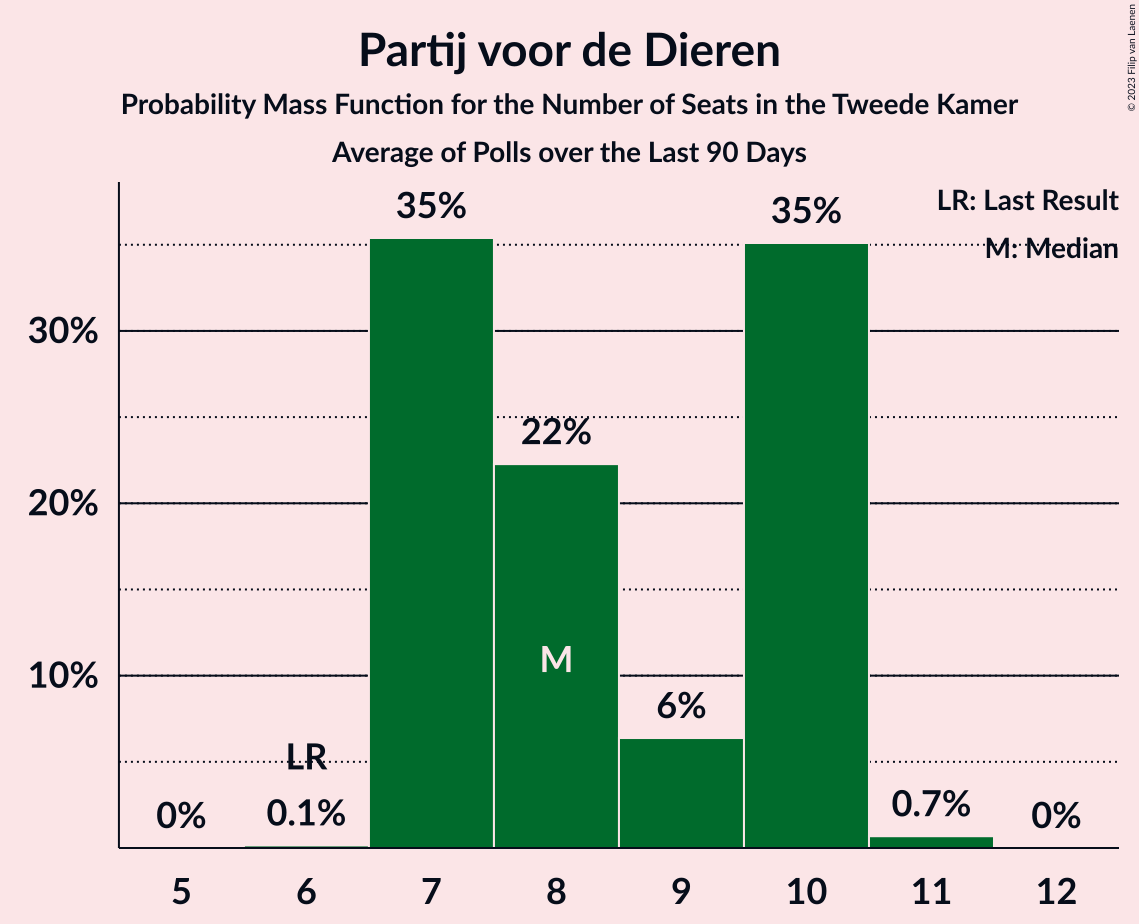 Partij voor de Dieren
Probability Mass Function for the Number of Seats in the Tweede Kamer
Average of Polls over the Last 90 Days
© 2023 Filip van Laenen
LR: Last Result
M: Median
35%
35%
30%
22%
20%
M
10%
6%
LR
0%
0.1%
0.7%
0%
5 6 7 8 9 10 11 12